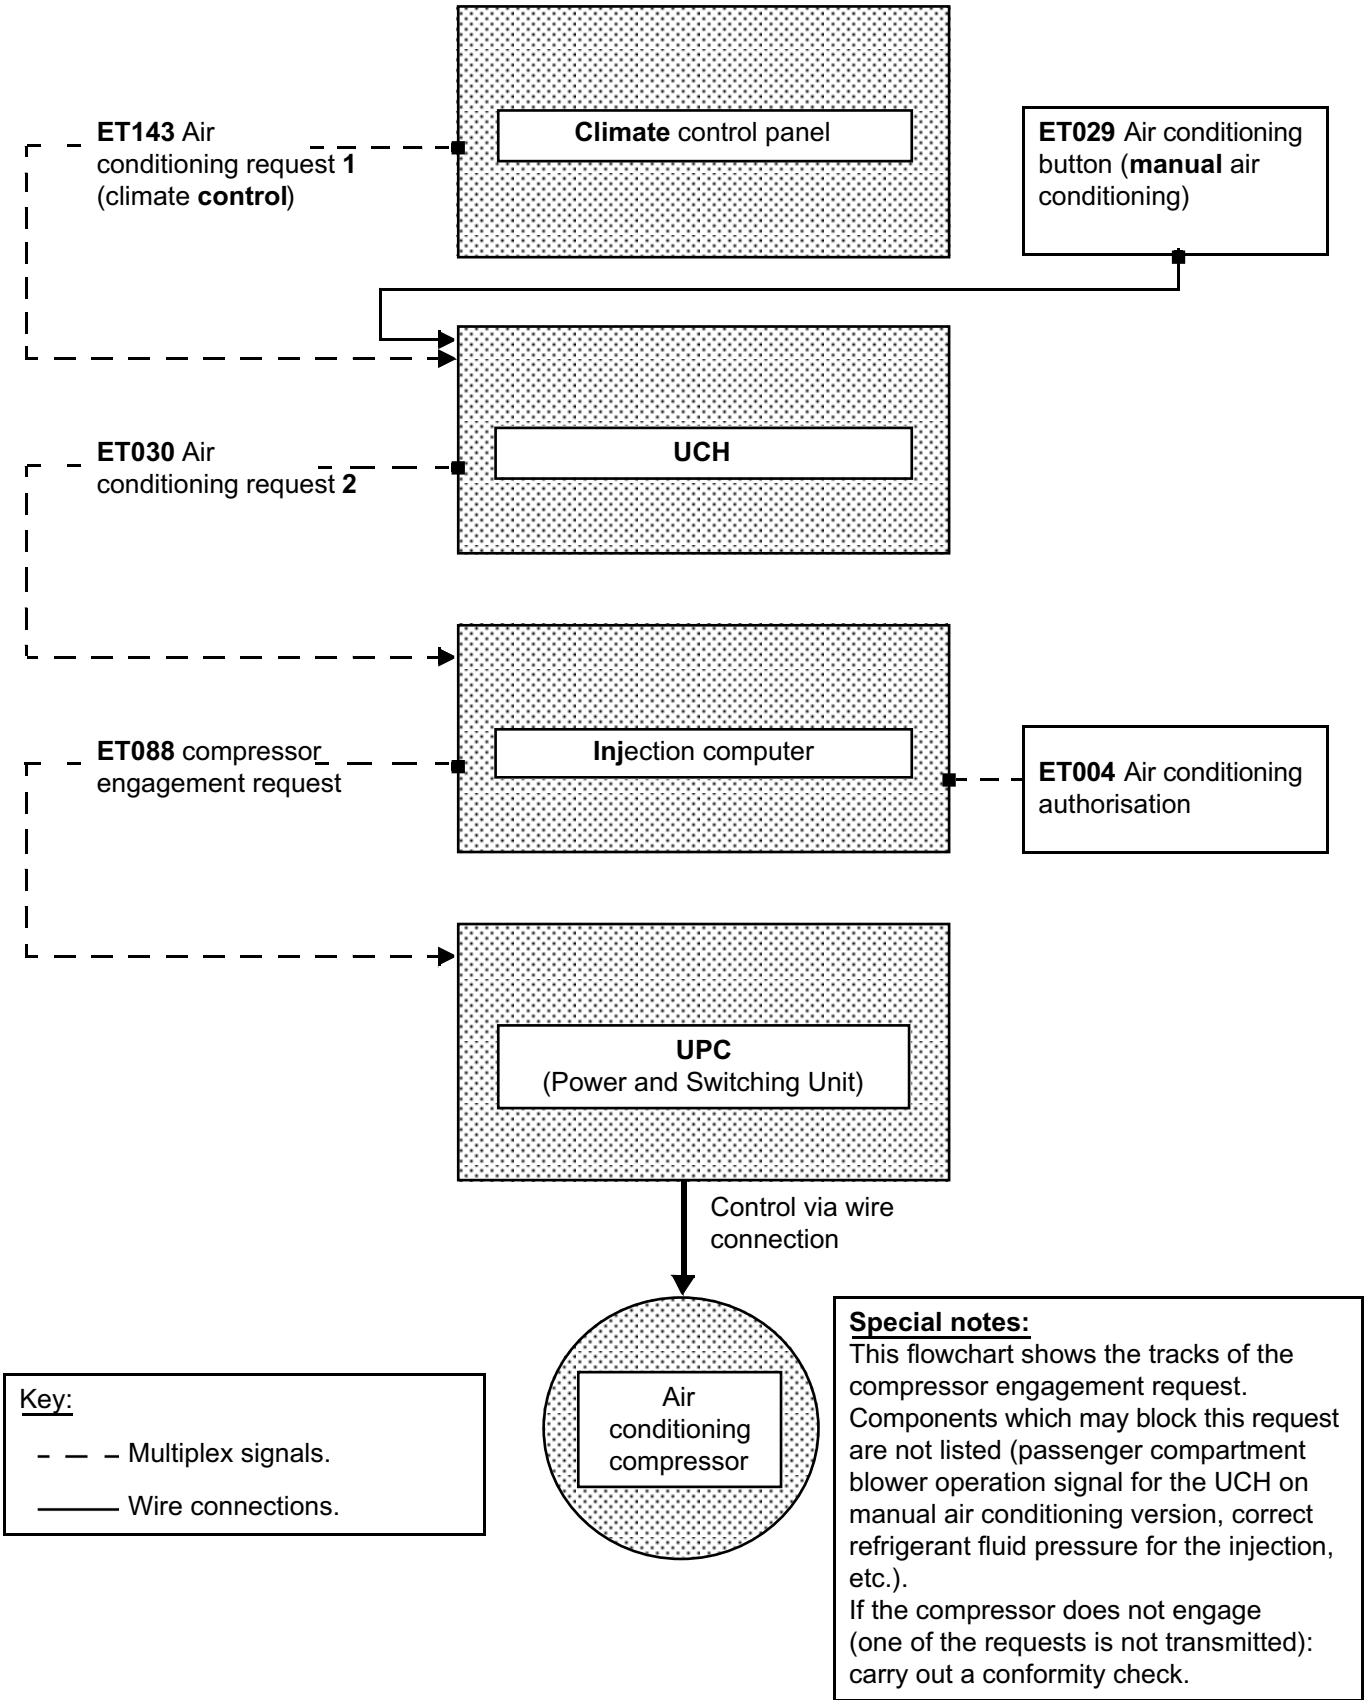 Climate control panel
ET143 Air
conditioning request 1
(climate control)
ET029 Air conditioning
button (manual air
conditioning)
UCH
ET030 Air
conditioning request 2
Injection computer
ET088 compressor
engagement request
ET004 Air conditioning
authorisation
UPC
(Power and Switching Unit)
Control via wire
connection
Air
conditioning
compressor
Key:
Multiplex signals.
Wire connections.
Special notes:
This flowchart shows the tracks of the
compressor engagement request.
Components which may block this request
are not listed (passenger compartment
blower operation signal for the UCH on
manual air conditioning version, correct
refrigerant fluid pressure for the injection,
etc.).
If the compressor does not engage
(one of the requests is not transmitted):
carry out a conformity check.